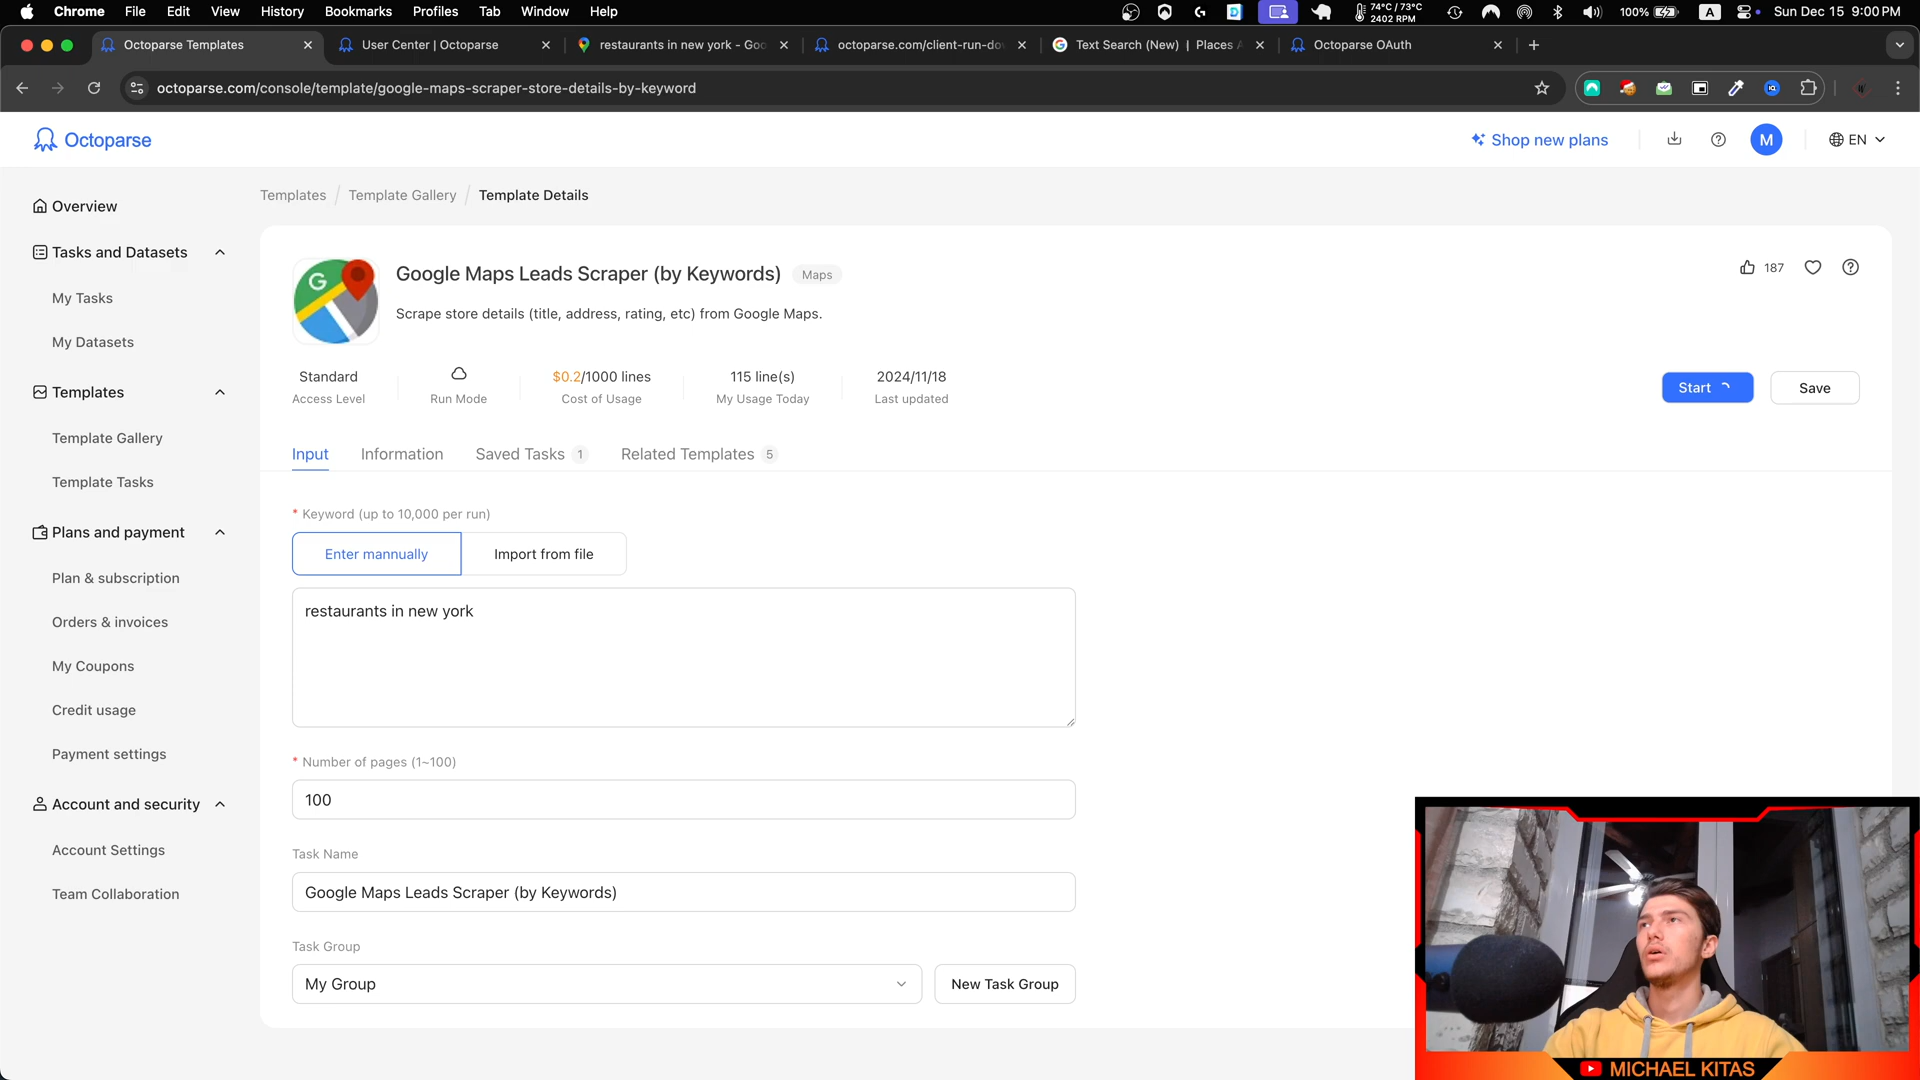 Chrome File Edit View History Bookmarks Profiles Tab Window Help
74°C / 73°C
2402 RPM
100%
A
Sun Dec 15 9:00 PM
Octoparse Templates
User Center | Octoparse
restaurants in new york - Goo
octoparse.com/client-run-do
Text Search (New) | Places A
Octoparse OAuth
octoparse.com/console/template/google-maps-scraper-store-details-by-keyword
Octoparse
Shop new plans
M
EN
Overview
Tasks and Datasets
My Tasks
My Datasets
Templates
Template Gallery
Template Tasks
Plans and payment
Plan & subscription
Orders & invoices
My Coupons
Credit usage
Payment settings
Account and security
Account Settings
Team Collaboration
Templates / Template Gallery / Template Details
G
Google Maps Leads Scraper (by Keywords) Maps
Scrape store details (title, address, rating, etc) from Google Maps.
187
Standard
Access Level
Run Mode
$0.2/1000 lines
Cost of Usage
115 line(s)
My Usage Today
2024/11/18
Last updated
Start
Save
Input Information Saved Tasks 1 Related Templates 5
* Keyword (up to 10,000 per run)
Enter mannually
Import from file
restaurants in new york
* Number of pages (1~100)
100
Task Name
Google Maps Leads Scraper (by Keywords)
Task Group
My Group
New Task Group
MICHAEL KITAS